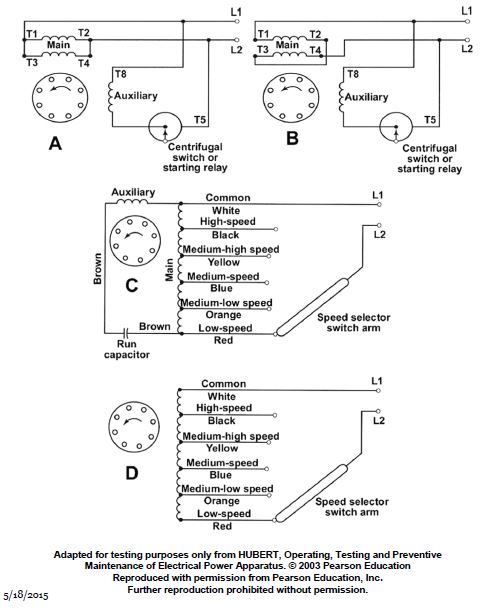 L1
T1 T2
Main
L2
T3 T4
T8
Auxiliary
T5
A
Centrifugal
switch or
starting relay
L1
T1 T2
Main
L2
T3 T4
T8
Auxiliary
T5
B
Centrifugal
switch or
starting relay
Auxiliary
Common
L1
White
High-speed
L2
Black
Medium-high speed
Yellow
Brown
Main
C
Medium-speed
Blue
Medium-low speed
Orange
Speed selector
switch arm
Brown
Low-speed
Red
Run
capacitor
Common
L1
White
High-speed
L2
Black
Medium-high speed
Yellow
D
Medium-speed
Blue
Medium-low speed
Orange
Speed selector
switch arm
Low-speed
Red
Adapted for testing purposes only from HUBERT, Operating, Testing and Preventive
Maintenance of Electrical Power Apparatus. © 2003 Pearson Education
Reproduced with permission from Pearson Education, Inc.
Further reproduction prohibited without permission.
5/18/2015